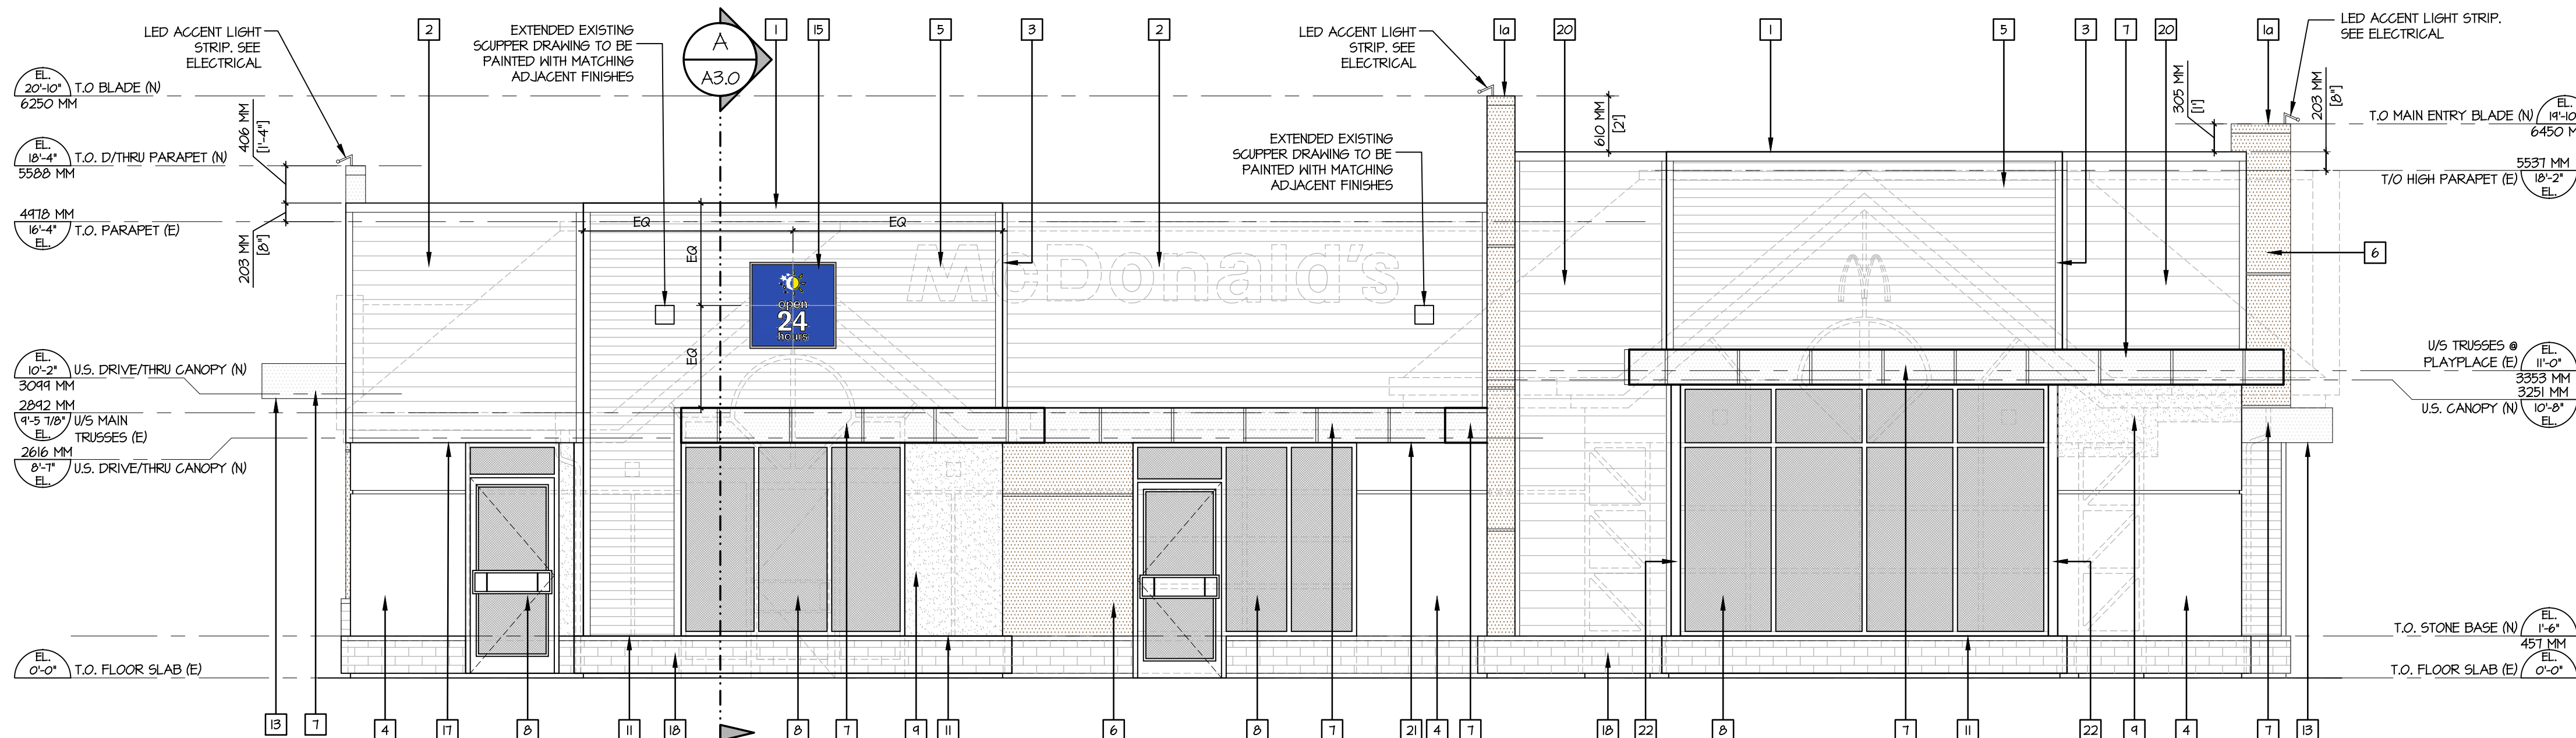 LED ACCENT LIGHT
STRIP. SEE
ELECTRICAL
2
EXTENDED EXISTING
SCUPPER DRAWING TO BE
PAINTED WITH MATCHING
ADJACENT FINISHES
A
A3.0
1
15
5
3
2
LED ACCENT LIGHT
STRIP. SEE
ELECTRICAL
1a
20
1
5
3
7
20
1a
LED ACCENT LIGHT STRIP.
SEE ELECTRICAL
EL.
20'-10" T.O BLADE (N)
6250 MM
EL.
18'-4" T.O. D/THRU PARAPET (N)
5588 MM
4978 MM
16'-4" T.O. PARAPET (E)
EL.
406 MM
[1'-4"]
203 MM
[8"]
EQ
EQ
EQ
EQ
open
24
hours
McDonald's
EXTENDED EXISTING
SCUPPER DRAWING TO BE
PAINTED WITH MATCHING
ADJACENT FINISHES
610 MM
[2']
305 MM
[1']
203 MM
[8"]
EL.
T.O MAIN ENTRY BLADE (N) 19'-10
6450 M
5537 MM
T/O HIGH PARAPET (E) 18'-2"
EL.
6
EL.
10'-2" U.S. DRIVE/THRU CANOPY (N)
3099 MM
2892 MM
9'-5 7/8" U/S MAIN
EL. TRUSSES (E)
2616 MM
8'-7" U.S. DRIVE/THRU CANOPY (N)
EL.
U/S TRUSSES @ EL.
PLAYPLACE (E) 11'-0"
3353 MM
3251 MM
U.S. CANOPY (N) 10'-8"
EL.
EL.
T.O. STONE BASE (N) 1'-6"
457 MM
EL.
T.O. FLOOR SLAB (E) 0'-0"
EL.
0'-0" T.O. FLOOR SLAB (E)
13
7
4
17
8
11
18
8
7
9
11
6
8
7
21
4
7
18
22
8
7
11
22
9
4
7
13